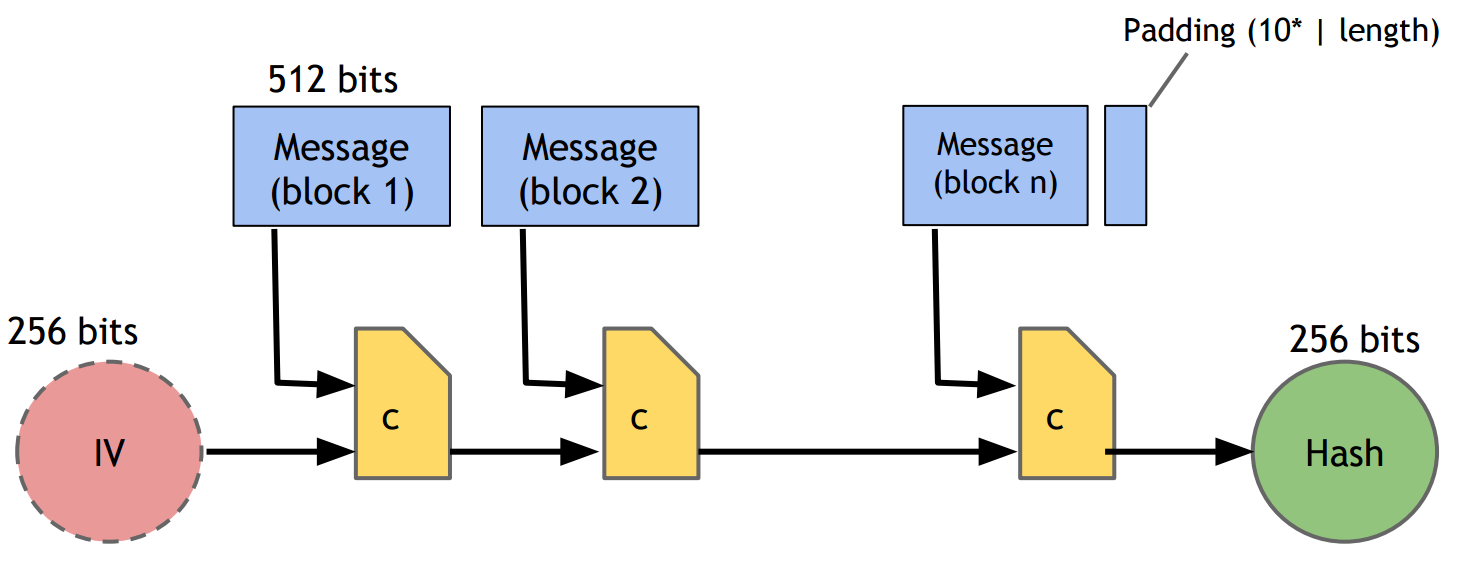 Padding (10* | length)
512 bits
Message
(block 1)
Message
(block 2)
Message
(block n)
256 bits
IV
C
C
C
256 bits
Hash